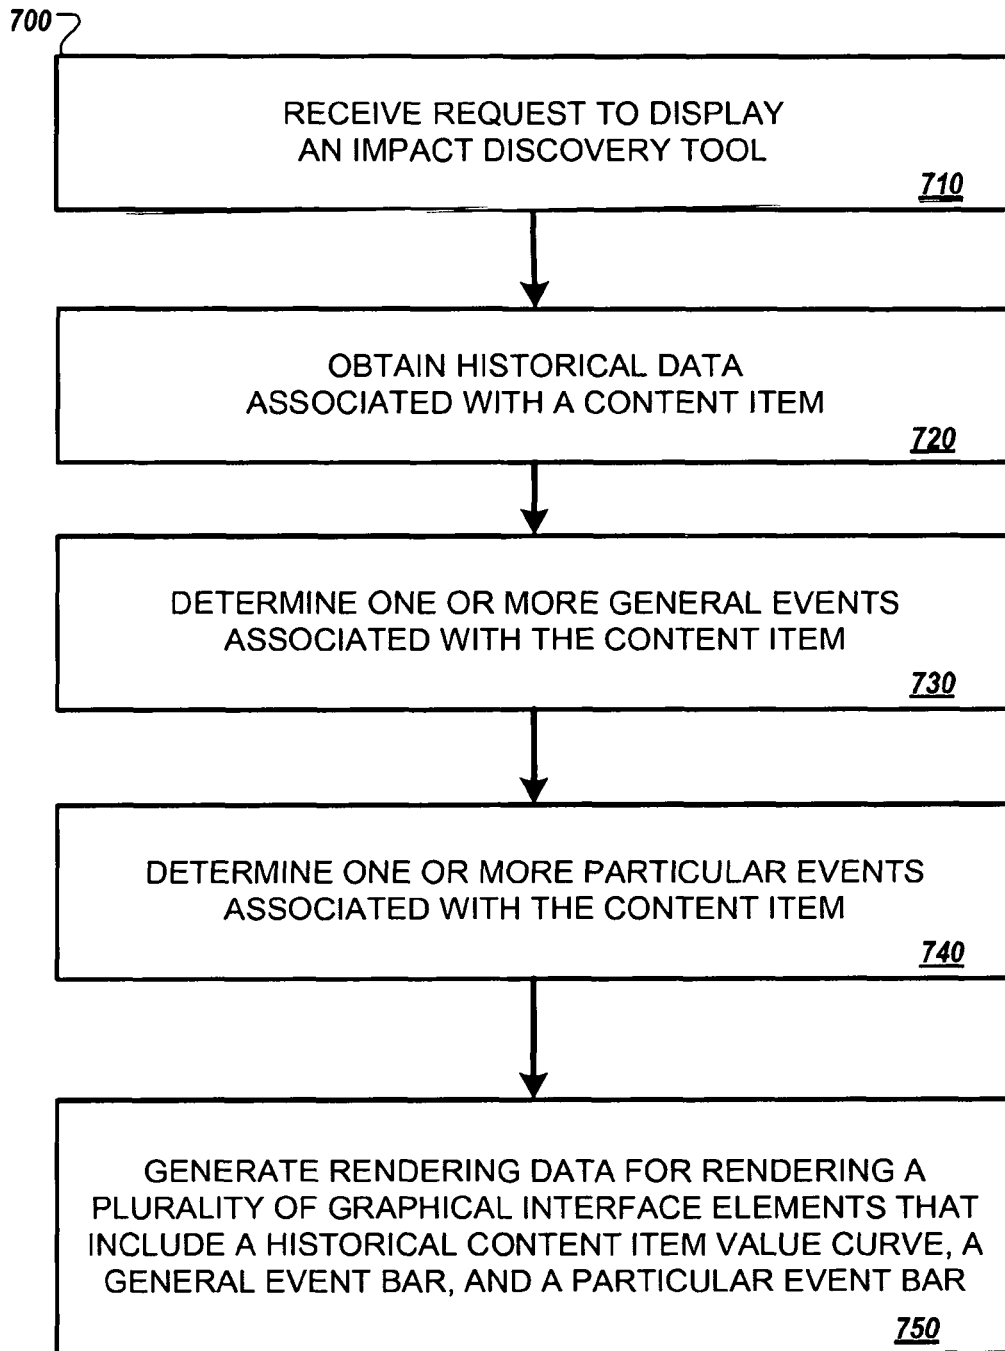 700
RECEIVE REQUEST TO DISPLAY
AN IMPACT DISCOVERY TOOL
710
OBTAIN HISTORICAL DATA
ASSOCIATED WITH A CONTENT ITEM
720
DETERMINE ONE OR MORE GENERAL EVENTS
ASSOCIATED WITH THE CONTENT ITEM
730
DETERMINE ONE OR MORE PARTICULAR EVENTS
ASSOCIATED WITH THE CONTENT ITEM
740
GENERATE RENDERING DATA FOR RENDERING A
PLURALITY OF GRAPHICAL INTERFACE ELEMENTS THAT
INCLUDE A HISTORICAL CONTENT ITEM VALUE CURVE, A
GENERAL EVENT BAR, AND A PARTICULAR EVENT BAR
750